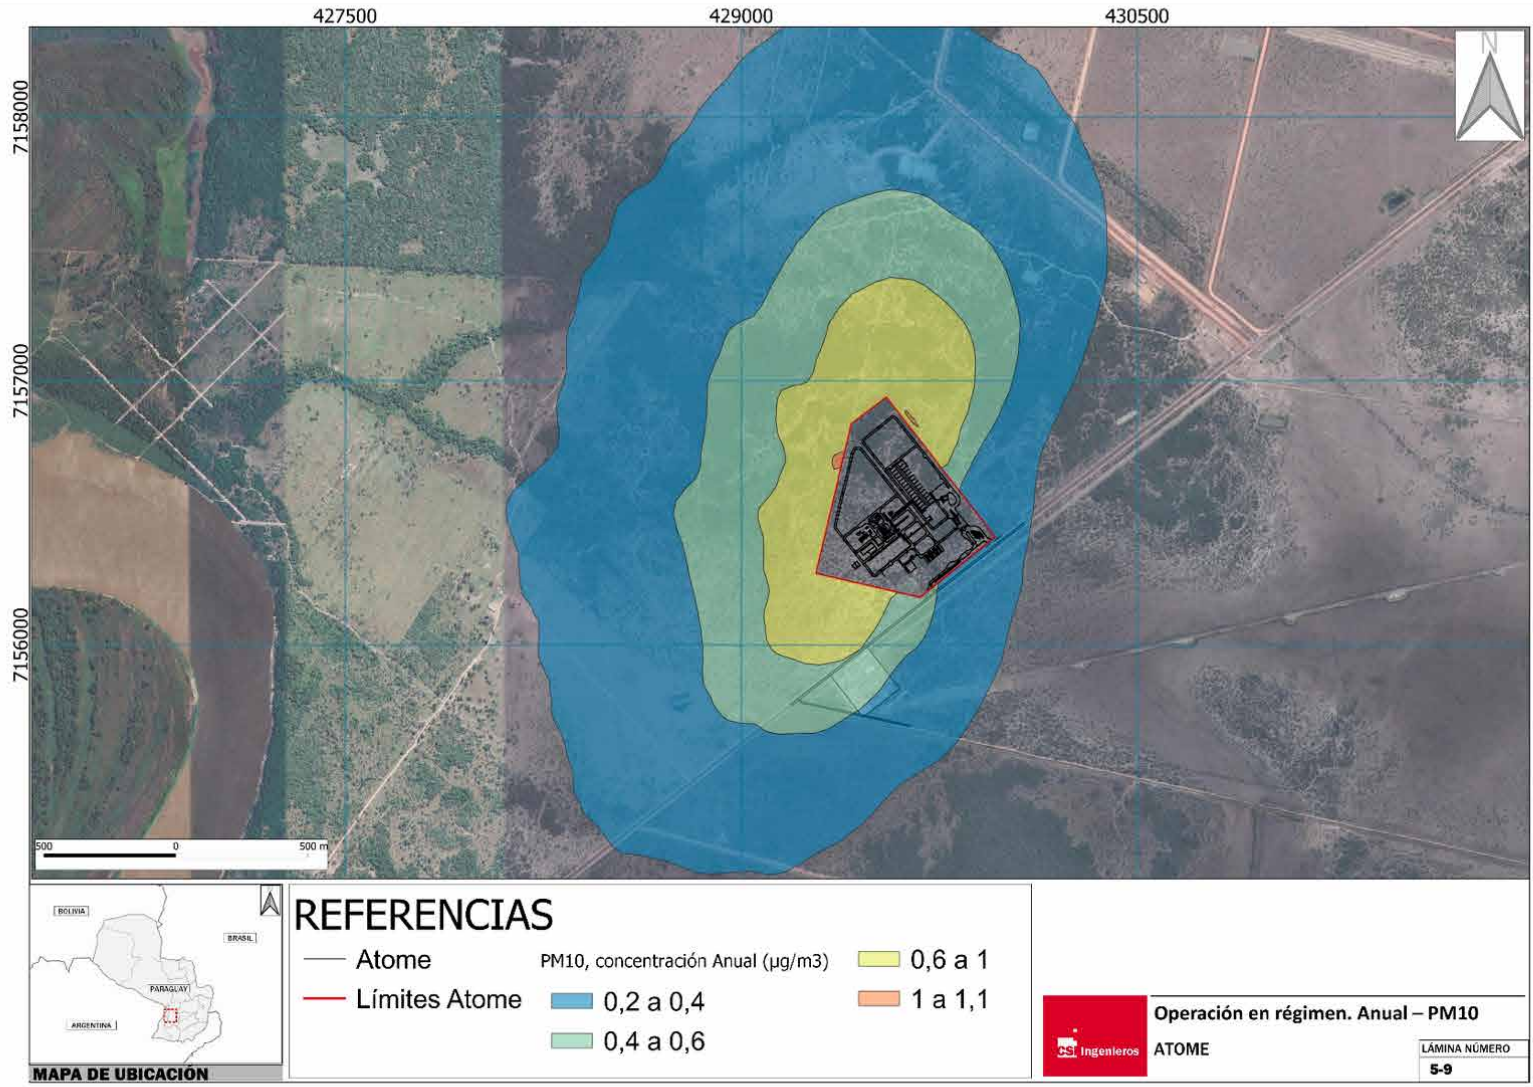 427500
429000
430500
7158000
7157000
7156000
N
500
0
500 m
BOLIVIA
BRASIL
PARAGUAY
ARGENTINA
MAPA DE UBICACIÓN
REFERENCIAS
Atome
Límites Atome
PM10, concentración Anual (µg/m3)
0,2 a 0,4
0,4 a 0,6
0,6 a 1
1 a 1,1
CSI Ingenieros
Operación en régimen. Anual – PM10
ATOME
LÁMINA NÚMERO
5-9